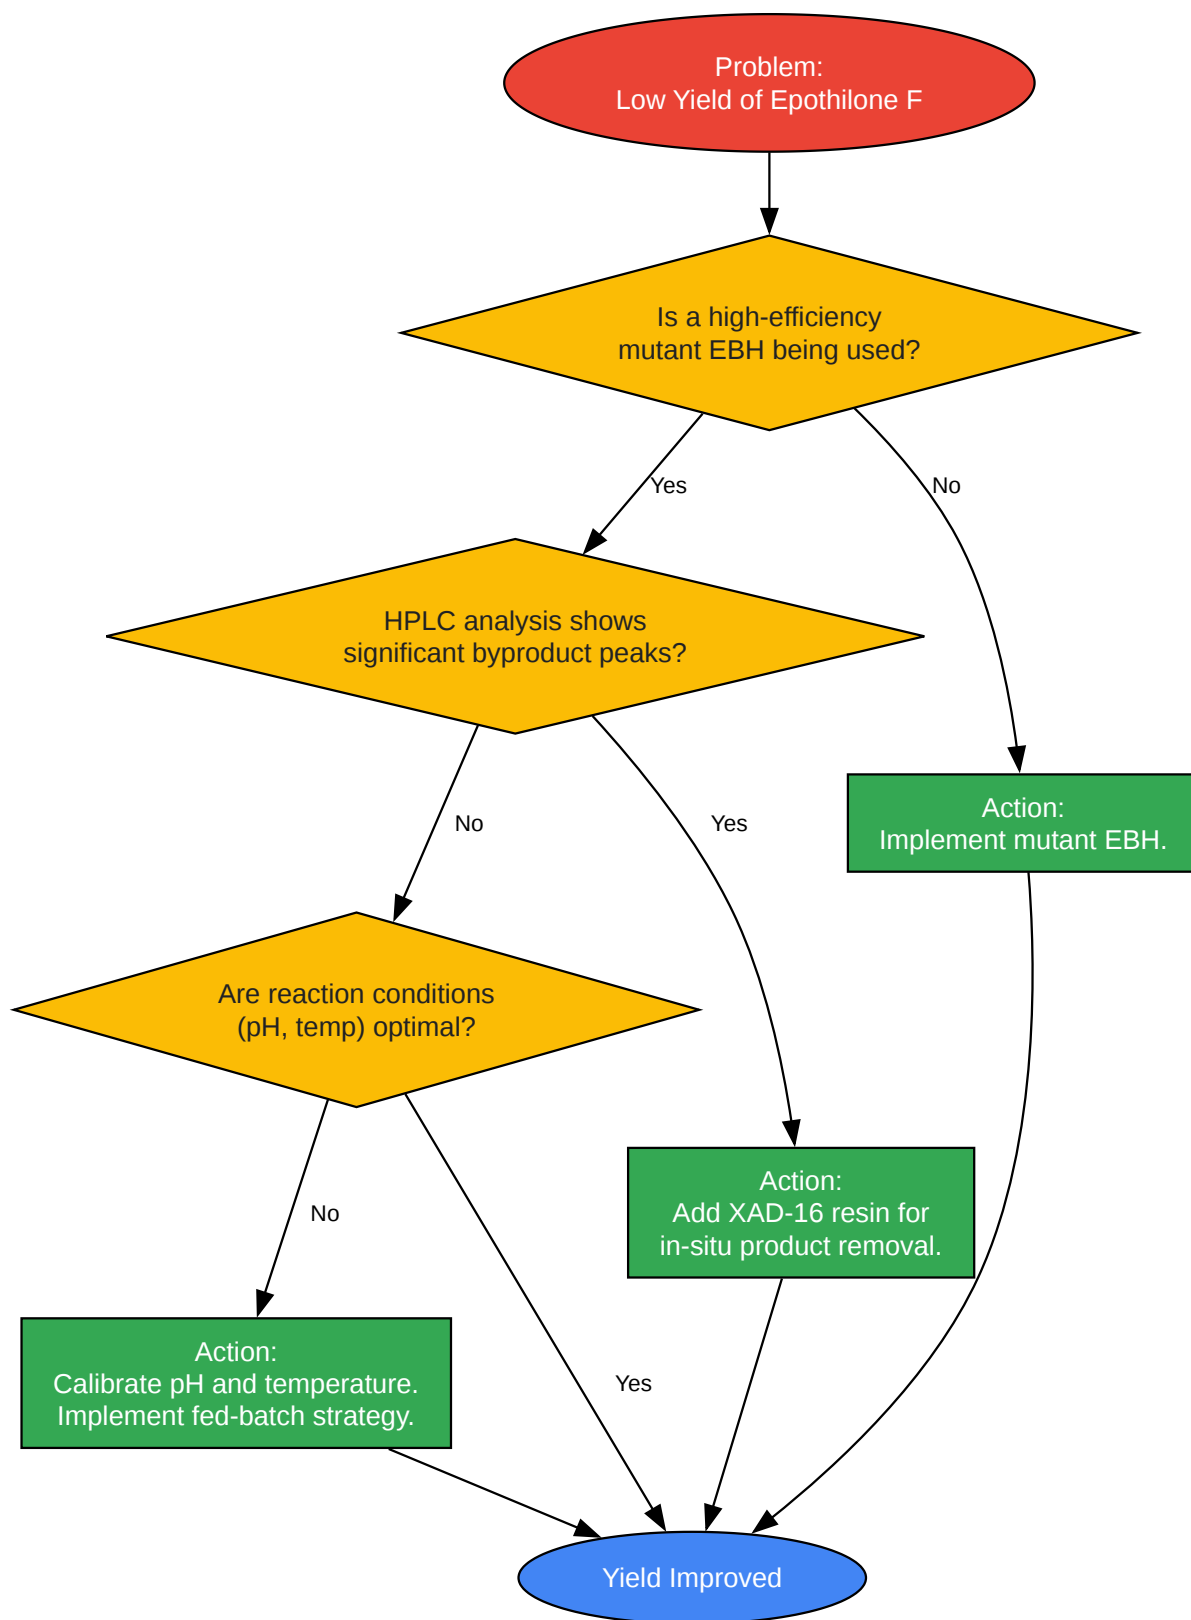 Problem:
Low Yield of Epothilone F
Is a high-efficiency
mutant EBH being used?
Yes
No
HPLC analysis shows
significant byproduct peaks?
No
Yes
Action:
Implement mutant EBH.
Are reaction conditions
(pH, temp) optimal?
No
Yes
Action:
Add XAD-16 resin for
in-situ product removal.
Action:
Calibrate pH and temperature.
Implement fed-batch strategy.
Yield Improved